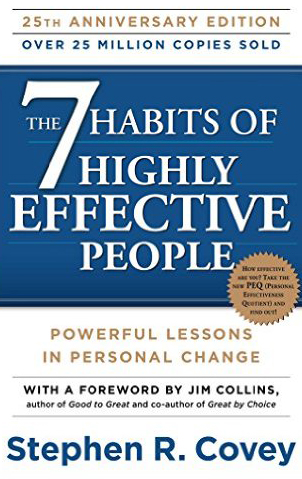 25TH ANNIVERSARY EDITION
OVER 25 MILLION COPIES SOLD
THE 7 HABITS OF
HIGHLY
EFFECTIVE
PEOPLE
HOW EFFECTIVE
ARE YOU? TAKE THE
NEW PEQ (PERSONAL
EFFECTIVENESS
QUOTIENT) AND
FIND OUT!
POWERFUL LESSONS
IN PERSONAL CHANGE
WITH A FOREWORD BY JIM COLLINS,
author of Good to Great and co-author of Great by Choice
Stephen R. Covey